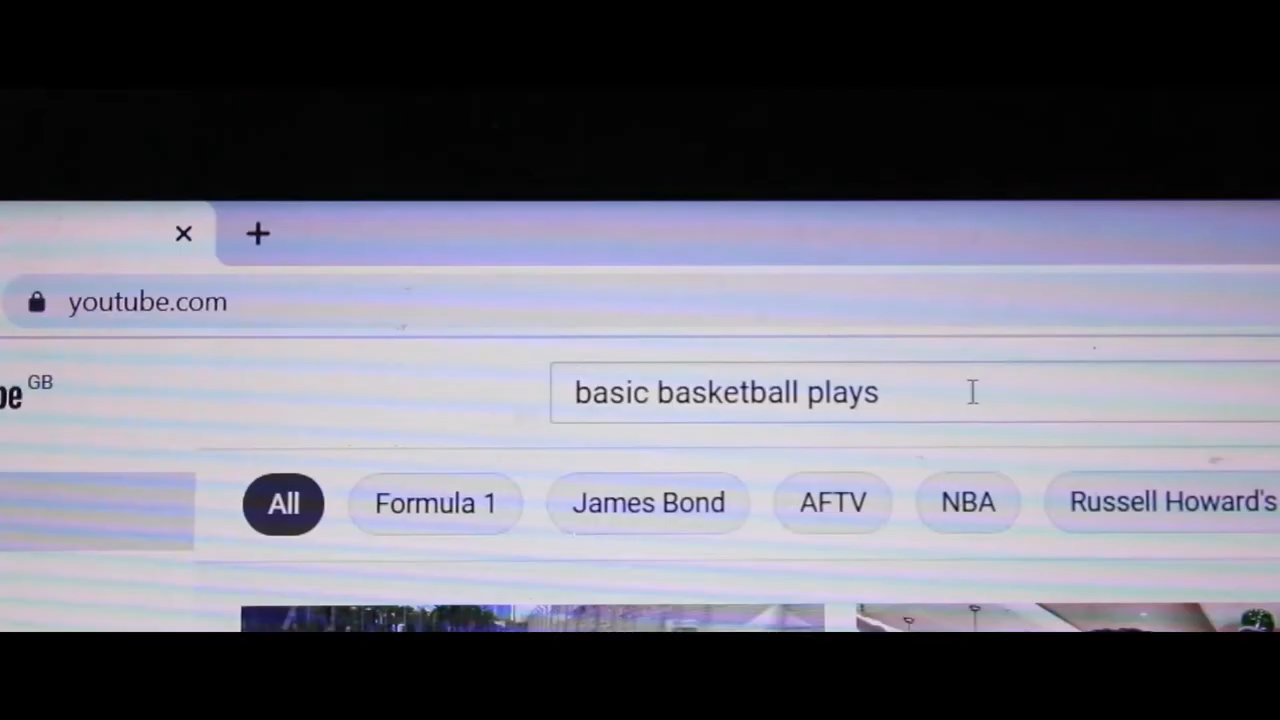 youtube.com
be GB
basic basketball plays
All Formula 1 James Bond AFTV NBA Russell Howard's